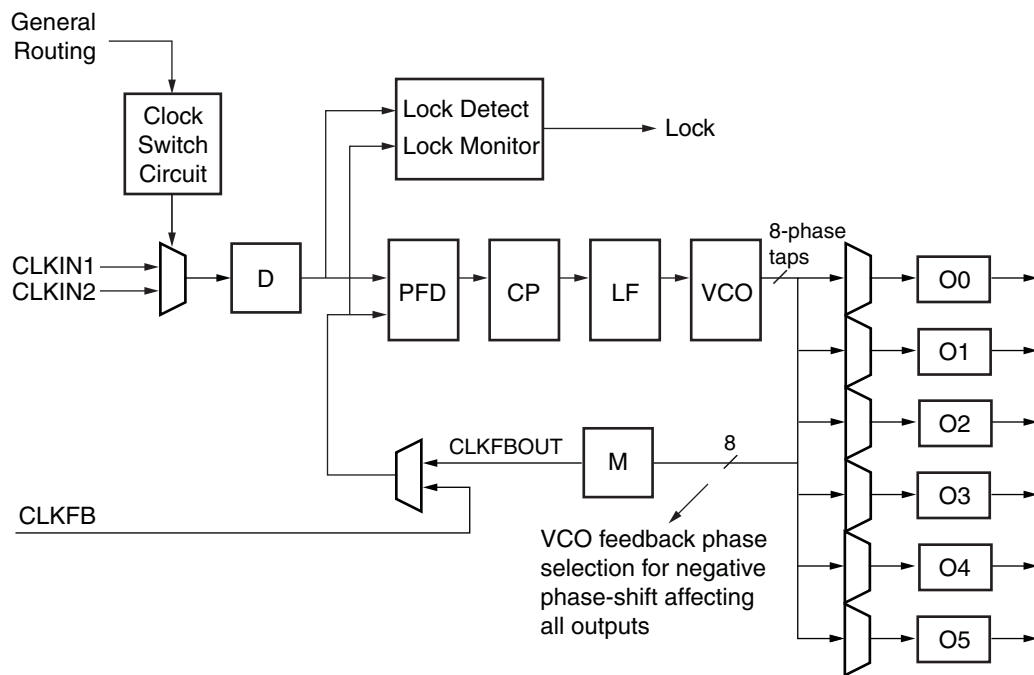 General
Routing
Clock
Switch
Circuit
Lock Detect
Lock Monitor
Lock
CLKIN1
CLKIN2
D
PFD
CP
LF
VCO
8-phase
taps
O0
O1
O2
O3
O4
O5
CLKFBOUT
M
8
CLKFB
VCO feedback phase
selection for negative
phase-shift affecting
all outputs